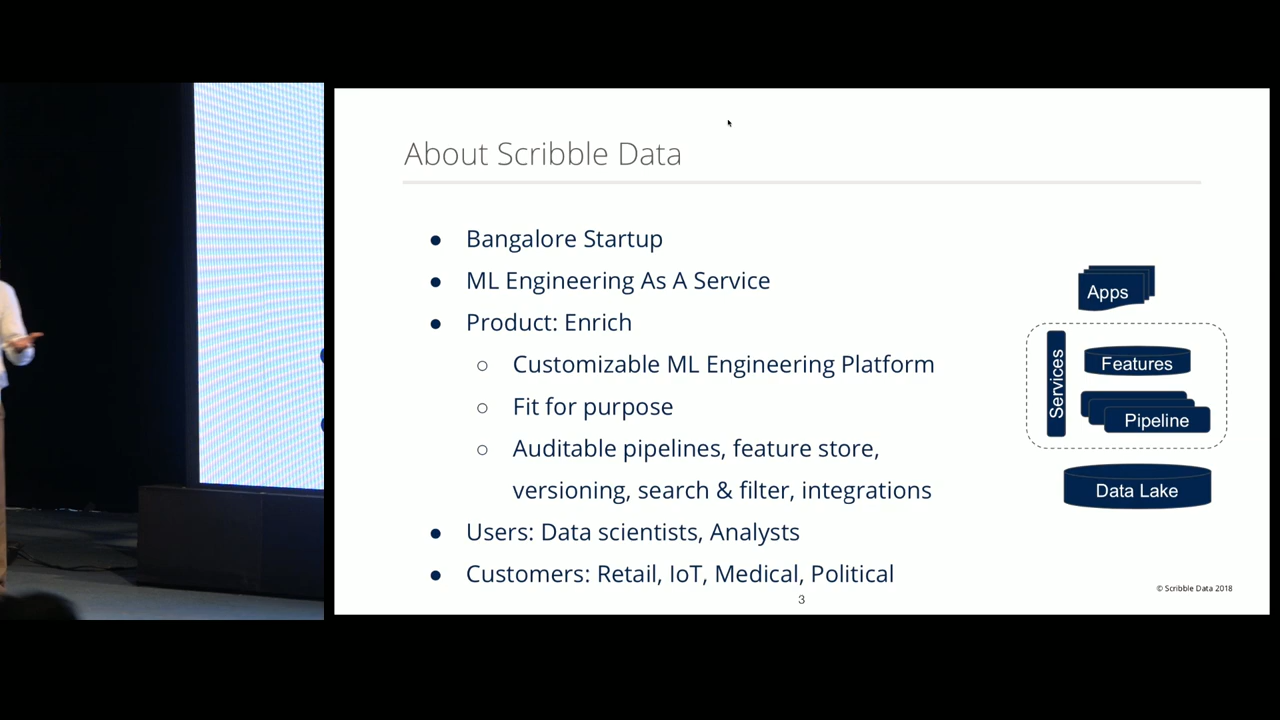 About Scribble Data
● Bangalore Startup
● ML Engineering As A Service
● Product: Enrich
○ Customizable ML Engineering Platform
○ Fit for purpose
○ Auditable pipelines, feature store,
versioning, search & filter, integrations
● Users: Data scientists, Analysts
● Customers: Retail, IoT, Medical, Political
Apps
Services
Features
Pipeline
Data Lake
3
© Scribble Data 2018